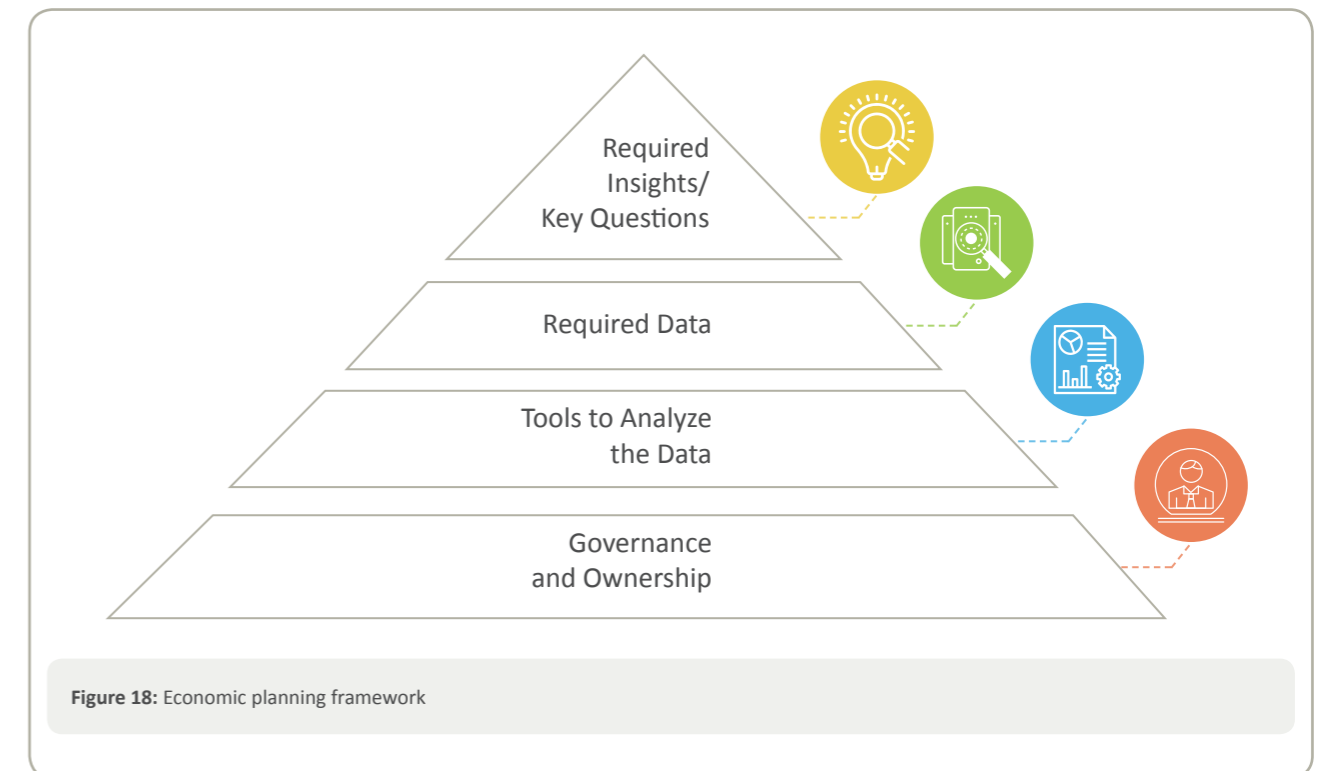 Required
Insights/
Key Questions
Required Data
Tools to Analyze
the Data
Governance
and Ownership
Figure 18: Economic planning framework